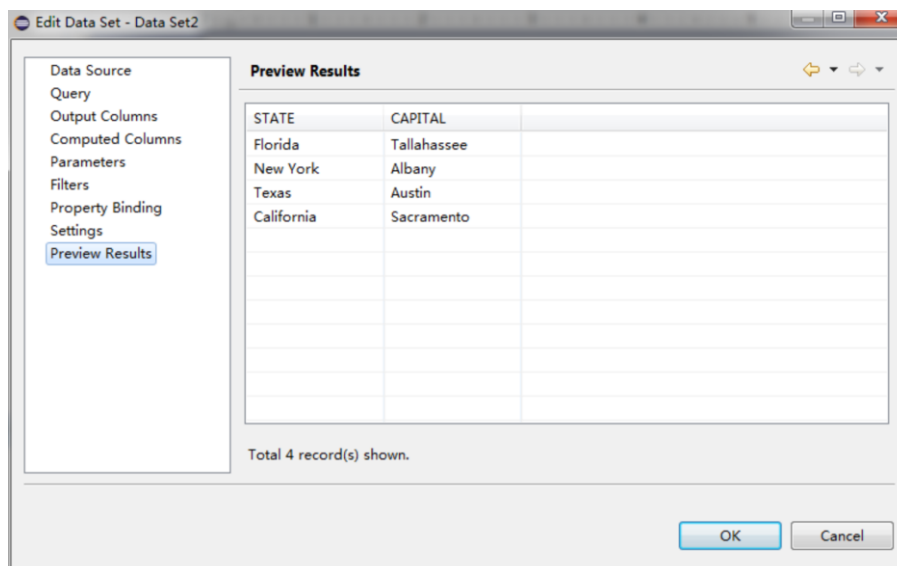 Edit Data Set - Data Set2
Data Source
Query
Output Columns
Computed Columns
Parameters
Filters
Property Binding
Settings
Preview Results
Preview Results
STATE CAPITAL
Florida Tallahassee
New York Albany
Texas Austin
California Sacramento
Total 4 record(s) shown.
OK Cancel